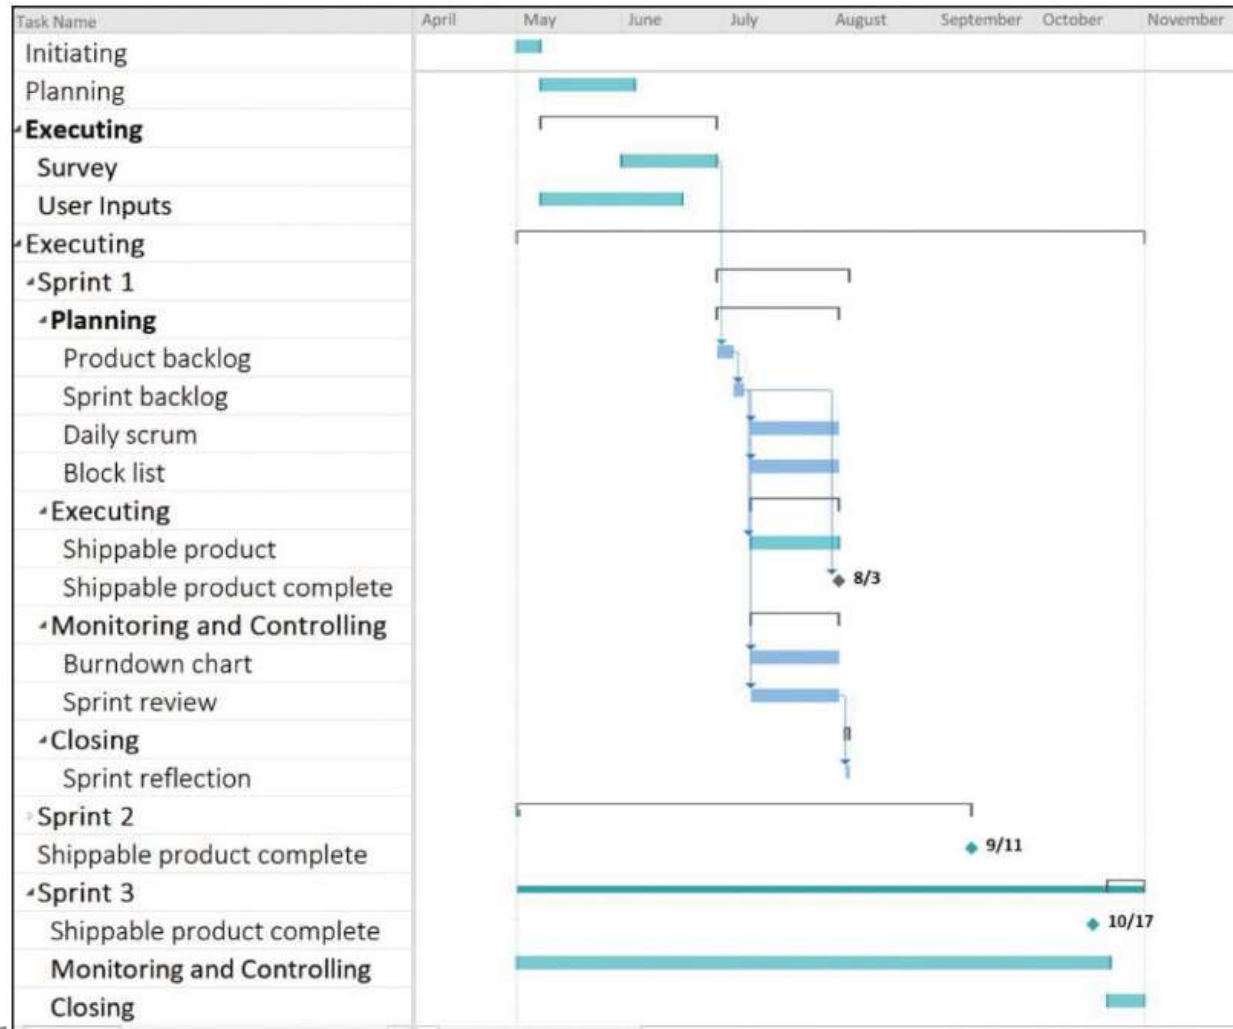 Task Name April May June July August September October November
Initiating
Planning
Executing
Survey
User Inputs
Executing
Sprint 1
Planning
Product backlog
Sprint backlog
Daily scrum
Block list
Executing
Shippable product
Shippable product complete 8/3
Monitoring and Controlling
Burndown chart
Sprint review
Closing
Sprint reflection
Sprint 2
Shippable product complete 9/11
Sprint 3
Shippable product complete 10/17
Monitoring and Controlling
Closing